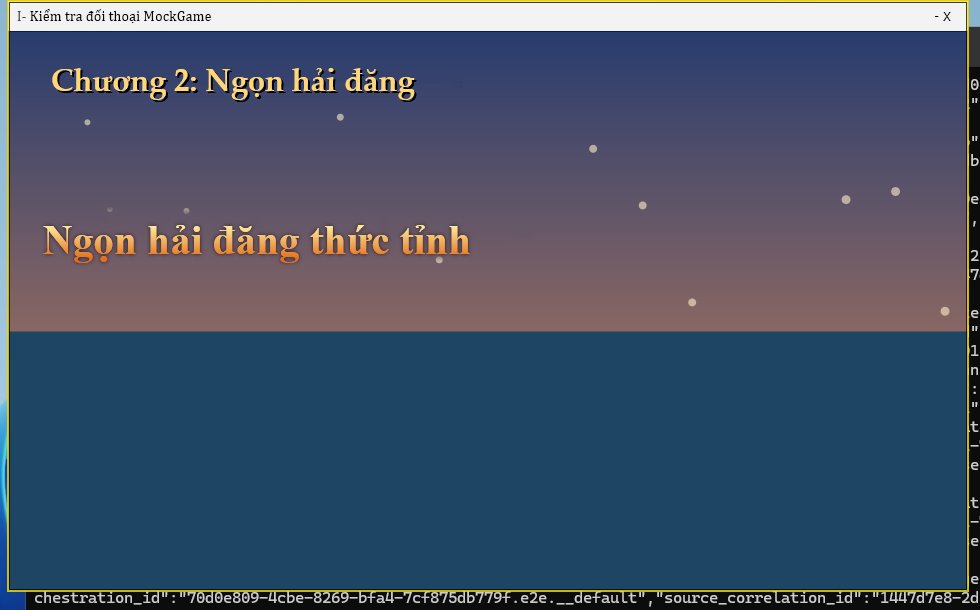 I- Kiểm tra đối thoại MockGame
- X
Chương 2: Ngọn hải đăng
Ngọn hải đăng thức tỉnh
chestration_id":"70d0e809-4cbe-8269-bfa4-7cf875db779f.e2e.__default","source_correlation_id":"1447d7e8-2d